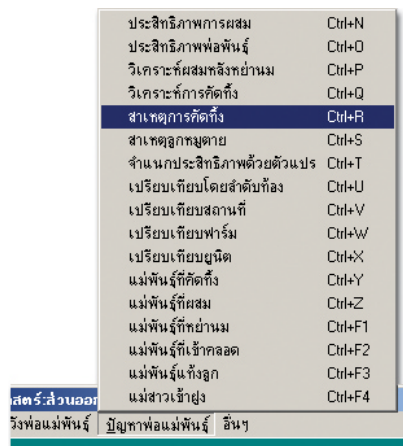 ประสิทธิภาพการผสม Ctrl+N
ประสิทธิภาพพ่อพันธุ์ Ctrl+O
วิเคราะห์ผสมหลังหย่านม Ctrl+P
วิเคราะห์การคัดทิ้ง Ctrl+Q
สาเหตุการคัดทิ้ง Ctrl+R
สาเหตุลูกหมูตาย Ctrl+S
จำแนกประสิทธิภาพด้วยตัวแปร Ctrl+T
เปรียบเทียบโดยลำดับท้อง Ctrl+U
เปรียบเทียบสถานที่ Ctrl+V
เปรียบเทียบฟาร์ม Ctrl+W
เปรียบเทียบยูนิต Ctrl+X
แม่พันธุ์ที่คัดทิ้ง Ctrl+Y
แม่พันธุ์ที่ผสม Ctrl+Z
แม่พันธุ์ที่หย่านม Ctrl+F1
แม่พันธุ์ที่เข้าคลอด Ctrl+F2
แม่พันธุ์แท้งลูก Ctrl+F3
แม่สาวเข้าฝูง Ctrl+F4
สตร์:ส่วนออก
วังพ่อแม่พันธุ์ ปัญหาพ่อแม่พันธุ์ อื่นๆ